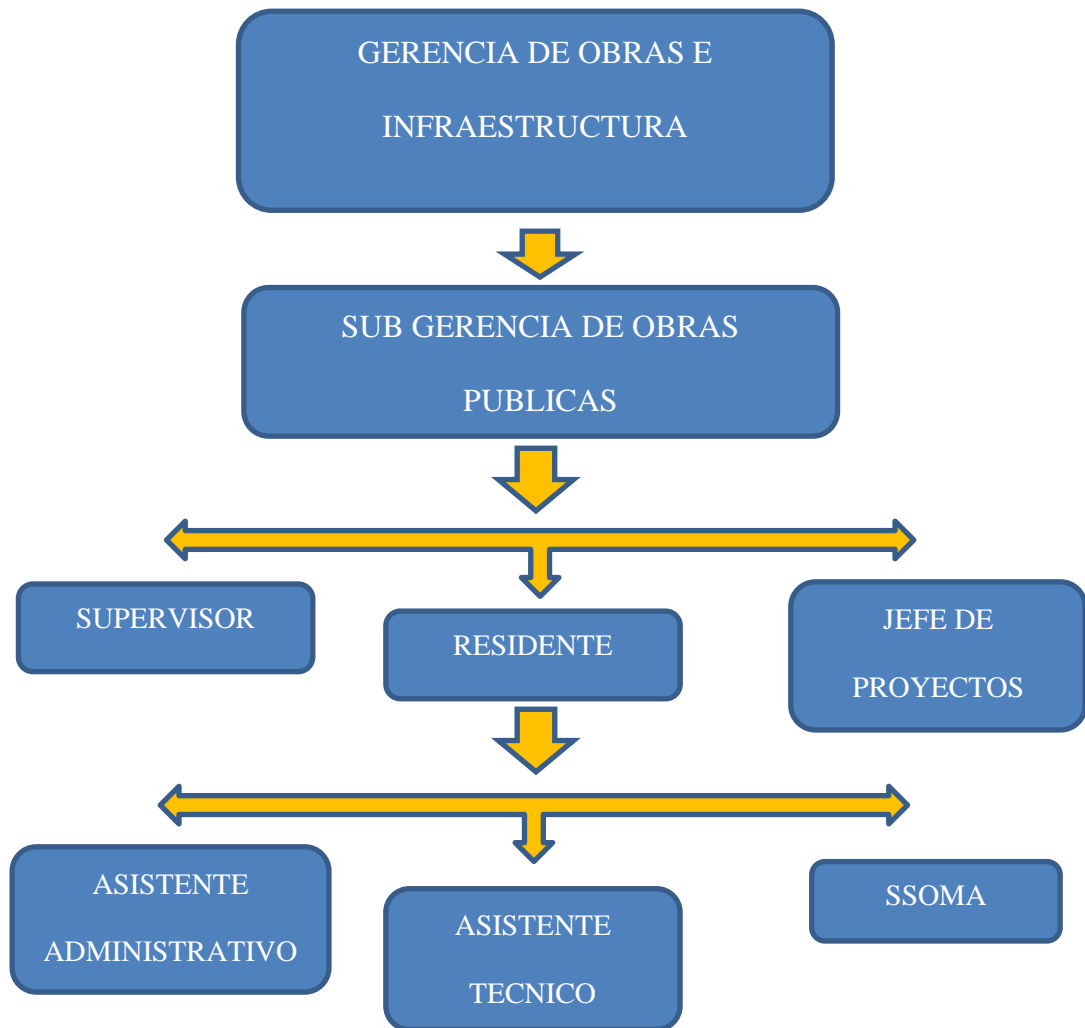 GERENCIA DE OBRAS E
INFRAESTRUCTURA
SUB GERENCIA DE OBRAS
PUBLICAS
SUPERVISOR
RESIDENTE
JEFE DE
PROYECTOS
ASISTENTE
ADMINISTRATIVO
ASISTENTE
TECNICO
SSOMA